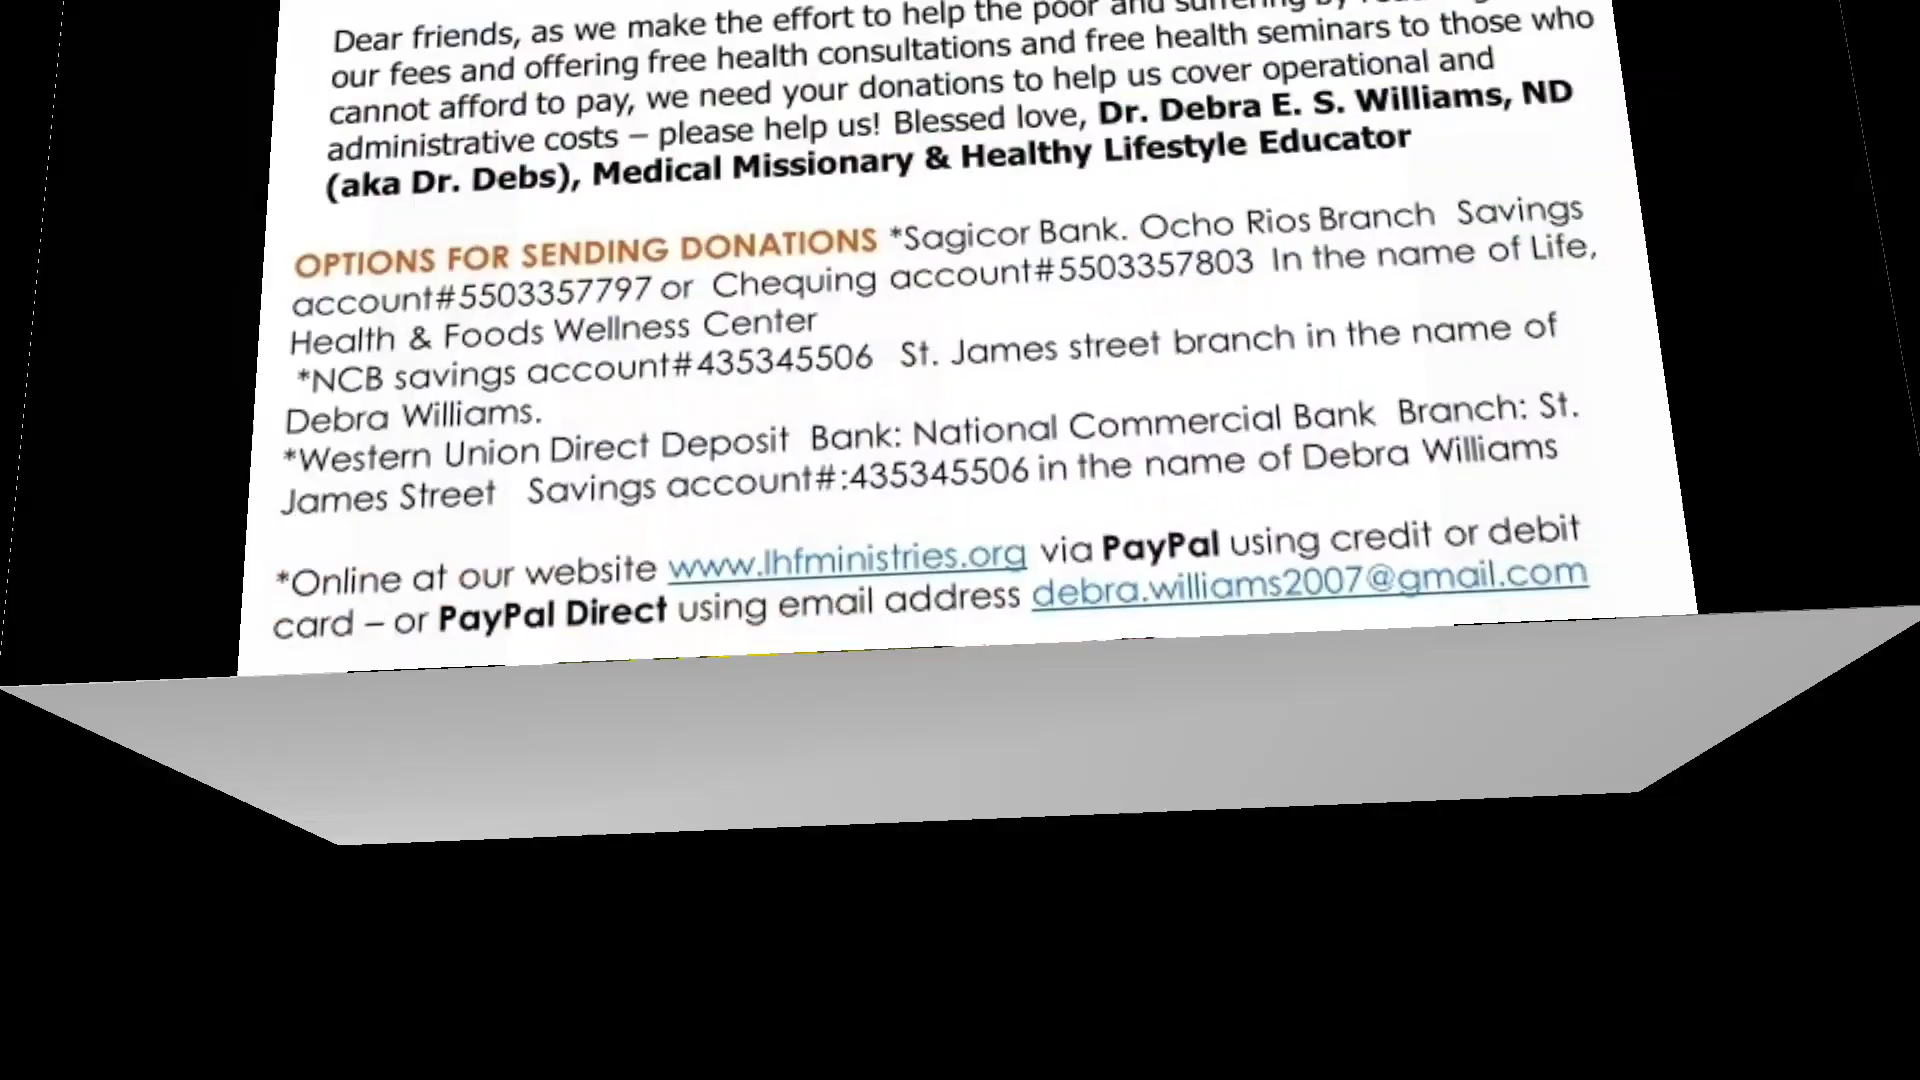 Dear friends, as we make the effort to help the poor and suffering by
our fees and offering free health consultations and free health seminars to those who
cannot afford to pay, we need your donations to help us cover operational and
administrative costs – please help us! Blessed love, Dr. Debra E. S. Williams, ND
(aka Dr. Debs), Medical Missionary & Healthy Lifestyle Educator
OPTIONS FOR SENDING DONATIONS *Sagicor Bank. Ocho Rios Branch Savings
account#5503357797 or Chequing account#5503357803 In the name of Life,
Health & Foods Wellness Center
*NCB savings account#435345506 St. James street branch in the name of
Debra Williams.
*Western Union Direct Deposit Bank: National Commercial Bank Branch: St.
James Street Savings account#:435345506 in the name of Debra Williams
*Online at our website www.lhfministries.org via PayPal using credit or debit
card – or PayPal Direct using email address debra.williams2007@gmail.com